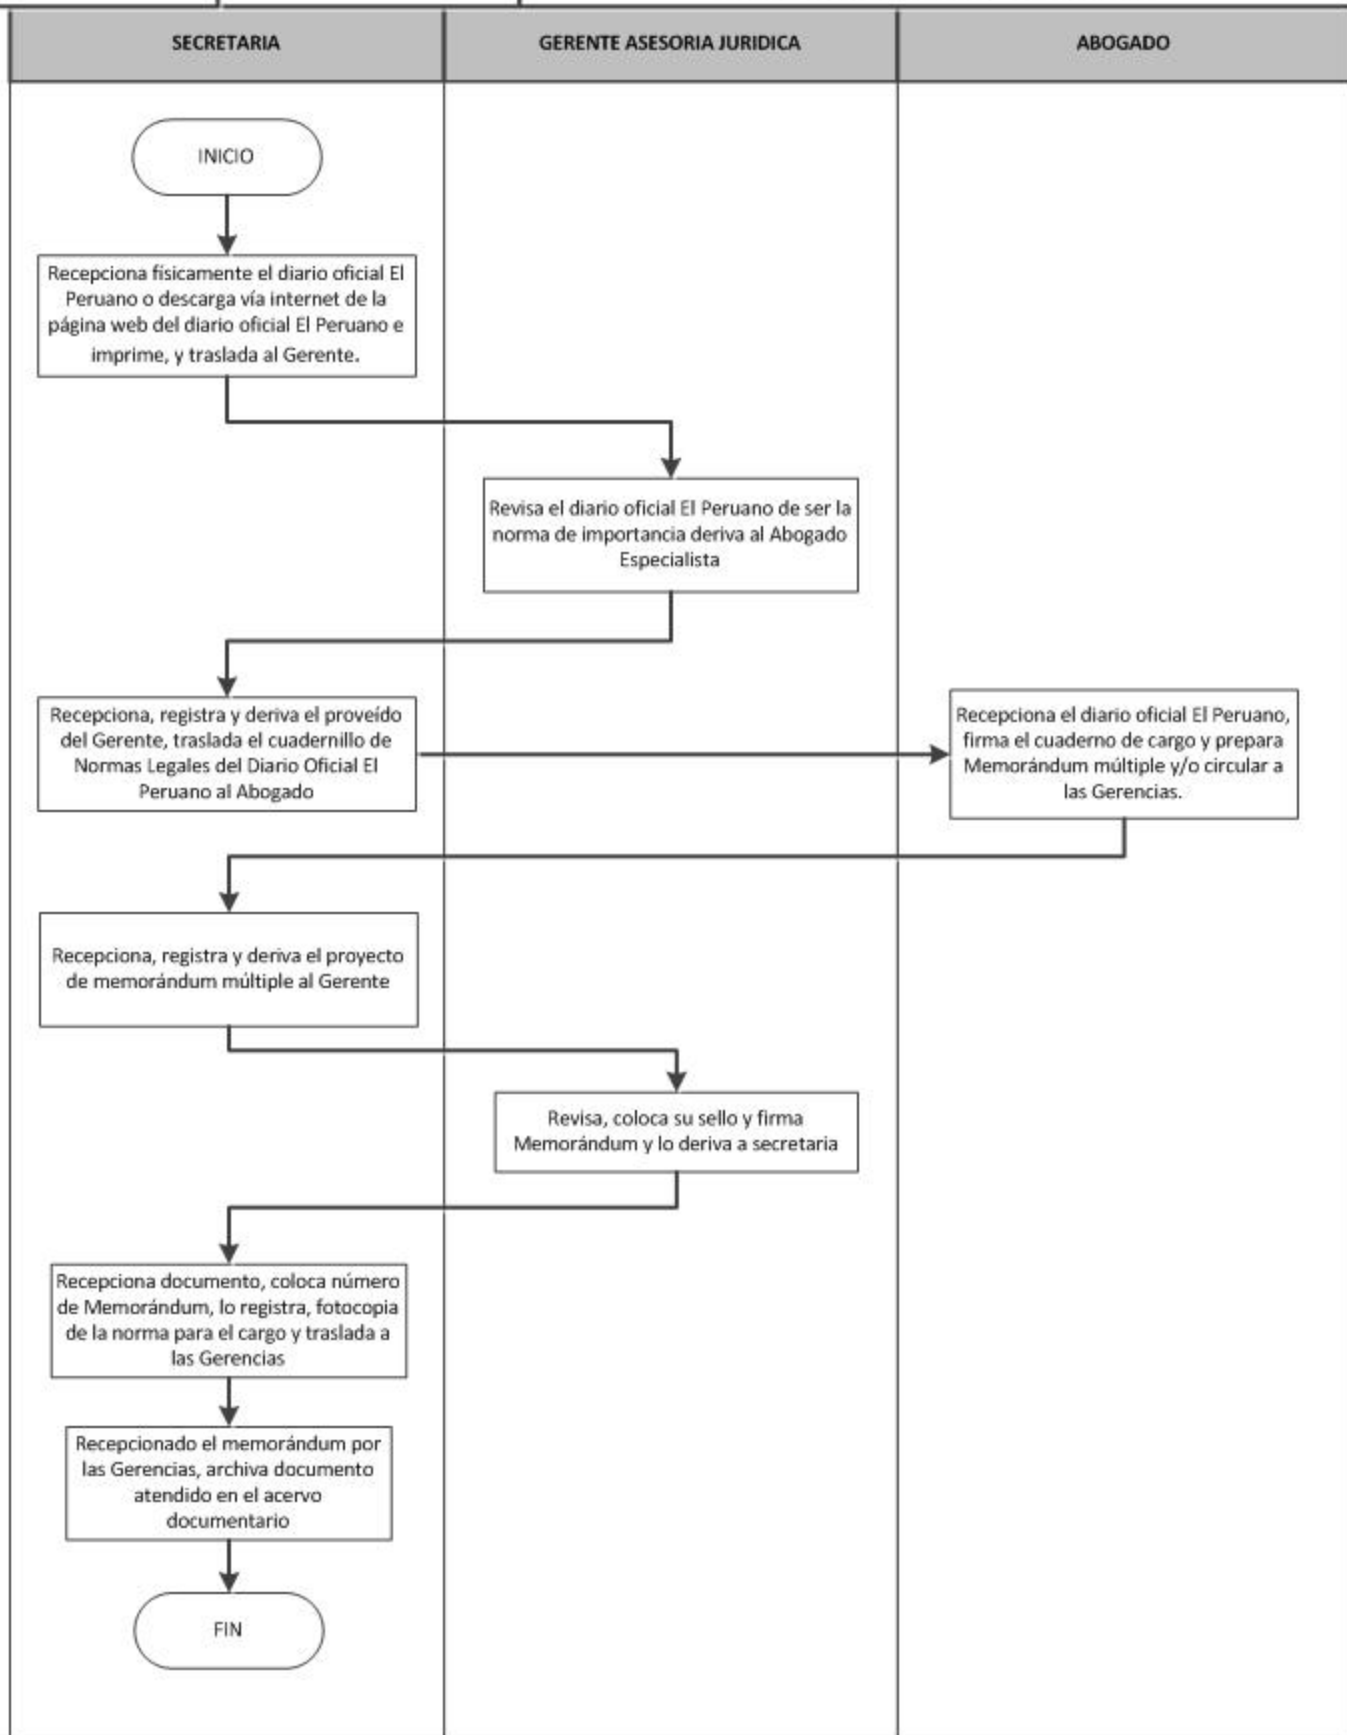 SECRETARIA
GERENTE ASESORIA JURIDICA
ABOGADO
INICIO
Recepciona físicamente el diario oficial El
Peruano o descarga vía internet de la
página web del diario oficial El Peruano e
imprime, y traslada al Gerente.
Revisa el diario oficial El Peruano de ser la
norma de importancia deriva al Abogado
Especialista
Recepciona, registra y deriva el proveído
del Gerente, traslada el cuadernillo de
Normas Legales del Diario Oficial El
Peruano al Abogado
Recepciona el diario oficial El Peruano,
firma el cuaderno de cargo y prepara
Memorándum múltiple y/o circular a
las Gerencias.
Recepciona, registra y deriva el proyecto
de memorándum múltiple al Gerente
Revisa, coloca su sello y firma
Memorándum y lo deriva a secretaria
Recepciona documento, coloca número
de Memorándum, lo registra, fotocopia
de la norma para el cargo y traslada a
las Gerencias
Recepcionado el memorándum por
las Gerencias, archiva documento
atendido en el acervo
documentario
FIN